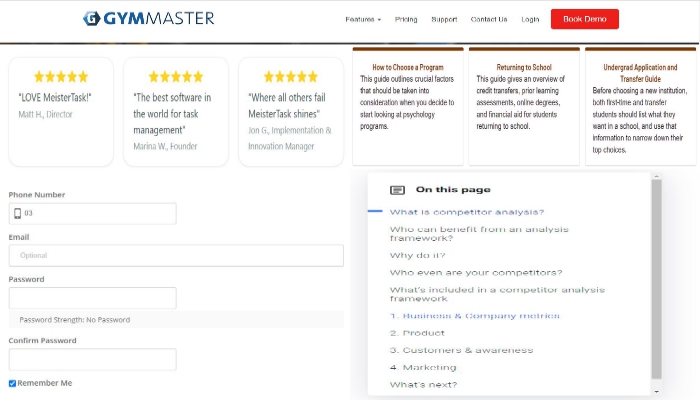 GYMMASTER
Features
Pricing
Support
Contact Us
Login
Book Demo
"LOVE MeisterTask!"
Matt H., Director
"The best software in
the world for task
management"
Marina W., Founder
"Where all others fail
MeisterTask shines"
Jon G., Implementation &
Innovation Manager
How to Choose a Program
This guide outlines crucial factors
that should be taken into
consideration when you decide to
start looking at psychology
programs.
Returning to School
This guide gives an overview of
credit transfers, prior learning
assessments, online degrees,
and financial aid for students
returning to school.
Undergrad Application and
Transfer Guide
Before choosing a new institution,
both first-time and transfer
students should list what they
want in a school, and use that
information to narrow down their
top choices.
Phone Number
03
Email
Optional
Password
Password Strength: No Password
Confirm Password
Remember Me
On this page
What is competitor analysis?
Who can benefit from an analysis
framework?
Why do it?
Who even are your competitors?
What's included in a competitor analysis
framework
1. Business & Company metrics
2. Product
3. Customers & awareness
4. Marketing
What's next?